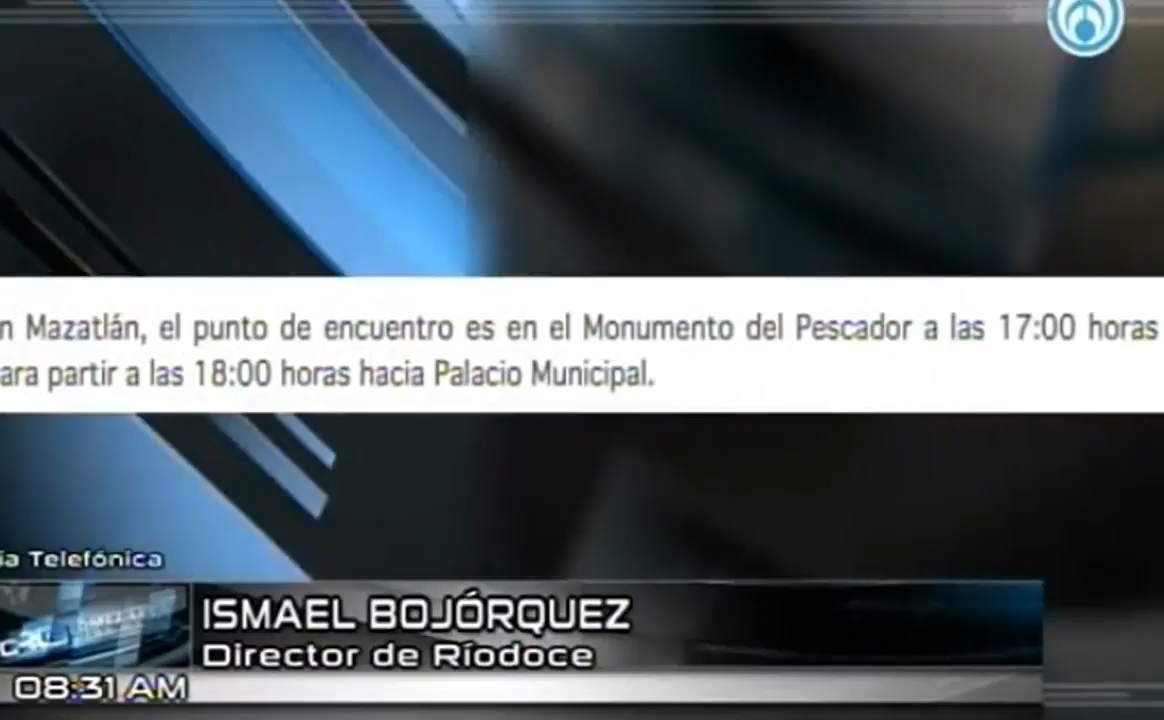 n Mazatlán, el punto de encuentro es en el Monumento del Pescador a las 17:00 horas
ara partir a las 18:00 horas hacia Palacio Municipal.
ía Telefónica
ISMAEL BOJÓRQUEZ
Director de Ríodoce
08:31 AM